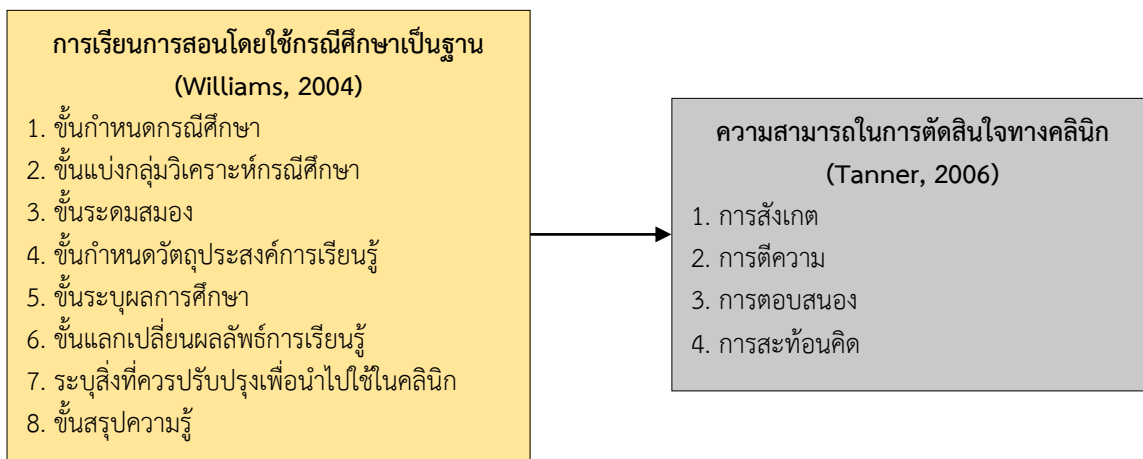 การเรียนการสอนโดยใช้กรณีศึกษาเป็นฐาน
(Williams, 2004)
1. ขั้นกำหนดกรณีศึกษา
2. ขั้นแบ่งกลุ่มวิเคราะห์กรณีศึกษา
3. ขั้นระดมสมอง
4. ขั้นกำหนดวัตถุประสงค์การเรียนรู้
5. ขั้นระบุผลการศึกษา
6. ขั้นแลกเปลี่ยนผลลัพธ์การเรียนรู้
7. ระบุสิ่งที่ควรปรับปรุงเพื่อนำไปใช้ในคลินิก
8. ขั้นสรุปความรู้
ความสามารถในการตัดสินใจทางคลินิก
(Tanner, 2006)
1. การสังเกต
2. การตีความ
3. การตอบสนอง
4. การสะท้อนคิด